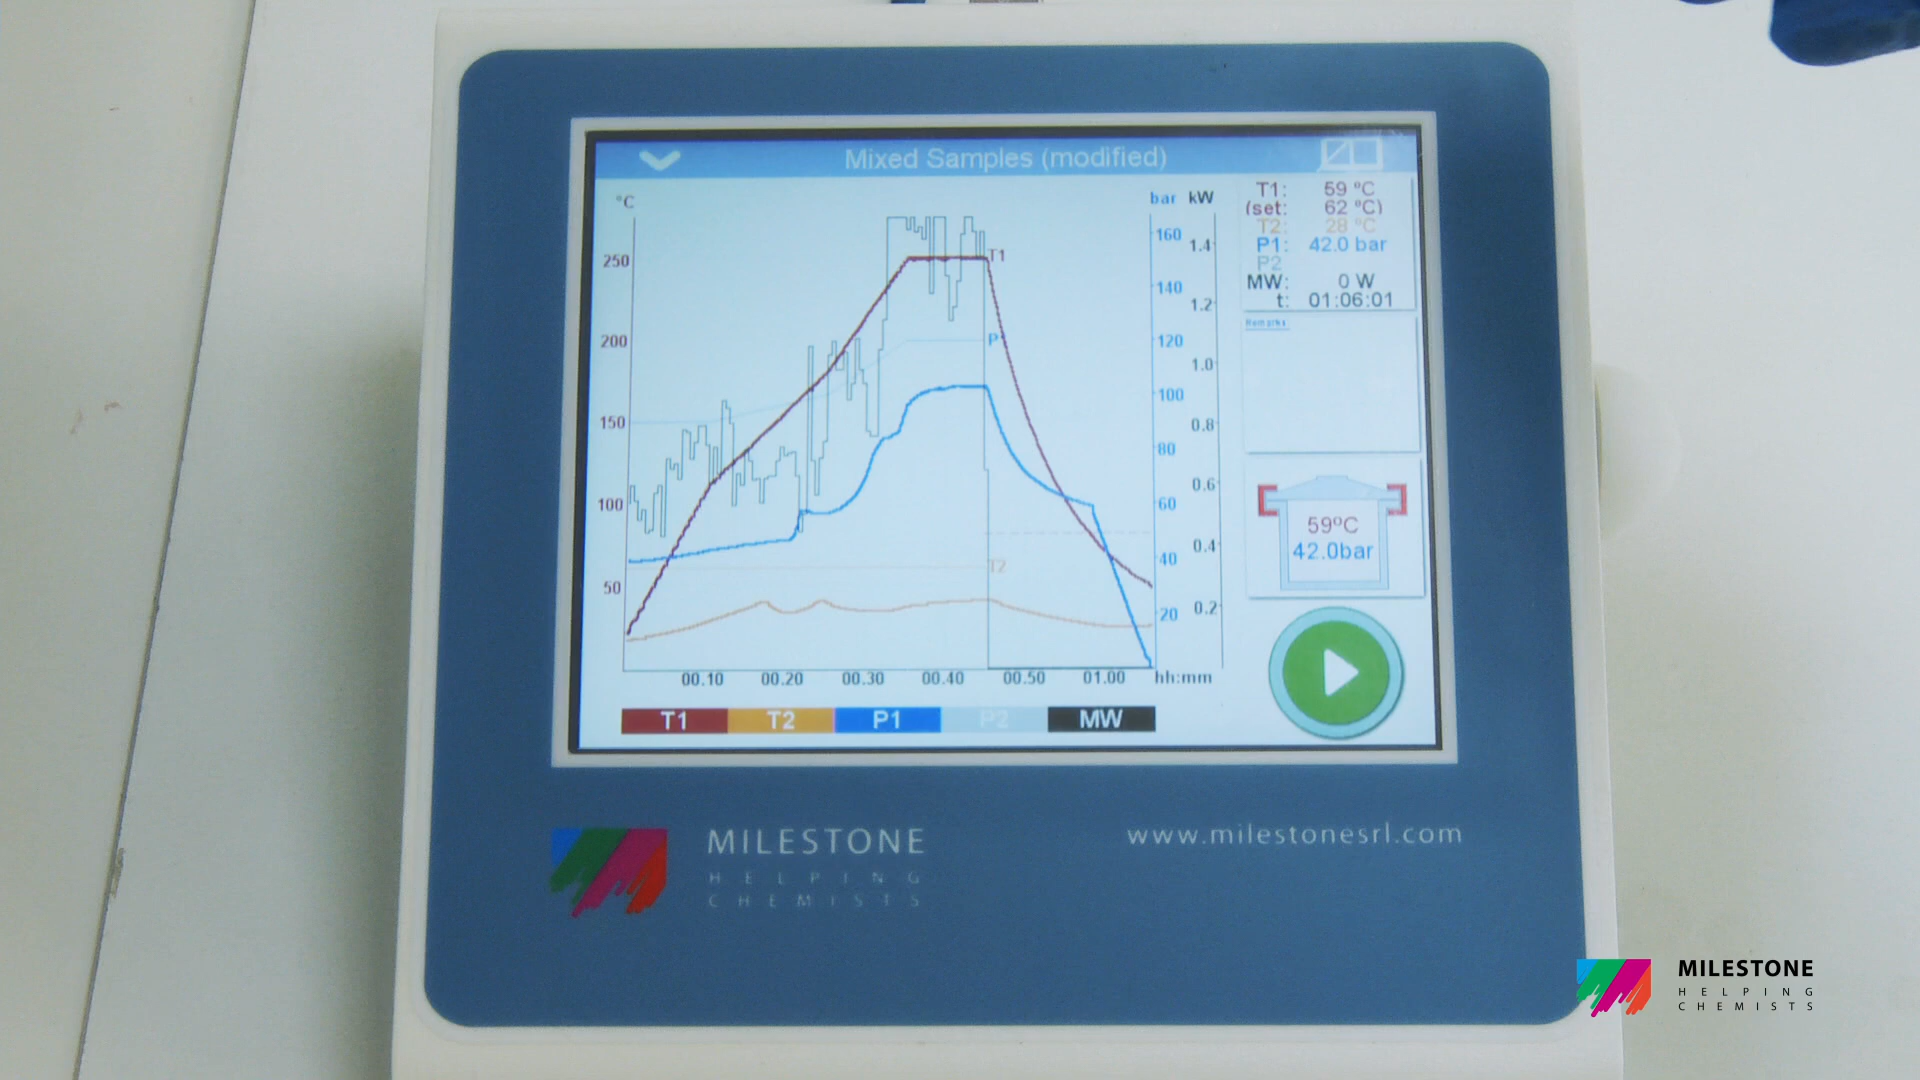 Mixed Samples (modified)
°C
bar kW
T1: 59 °C
(set: 62 °C)
T2: 28 °C
P1: 42.0 bar
P2
MW: 0 W
t: 01:06:01
Remarks
250
200
150
100
50
T1
P
T2
160
140
120
100
80
60
40
20
1.4
1.2
1.0
0.8
0.6
0.4
0.2
59°C
42.0bar
00.10 00.20 00.30 00.40 00.50 01.00 hh:mm
T1 T2 P1 P2 MW
MILESTONE
HELPING
CHEMISTS
www.milestonesrl.com
MILESTONE
HELPING
CHEMISTS